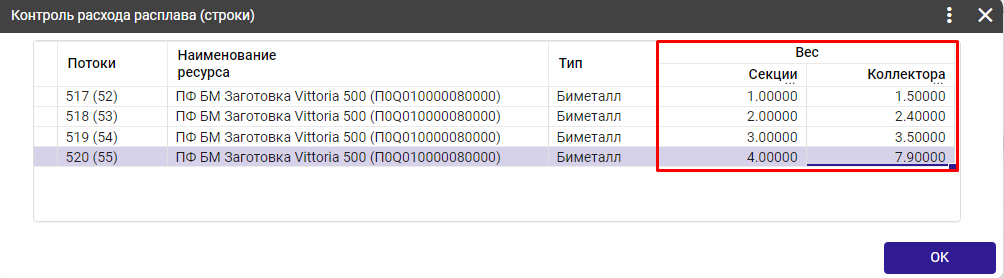 Контроль расхода расплава (строки)
Потоки Наименование ресурса Тип Вес
Секции Коллектора
517 (52) ПФ БМ Заготовка Vittoria 500 (П0Q010000080000) Биметалл 1.00000 1.50000
518 (53) ПФ БМ Заготовка Vittoria 500 (П0Q010000080000) Биметалл 2.00000 2.40000
519 (54) ПФ БМ Заготовка Vittoria 500 (П0Q010000080000) Биметалл 3.00000 3.50000
520 (55) ПФ БМ Заготовка Vittoria 500 (П0Q010000080000) Биметалл 4.00000 7.90000
OK